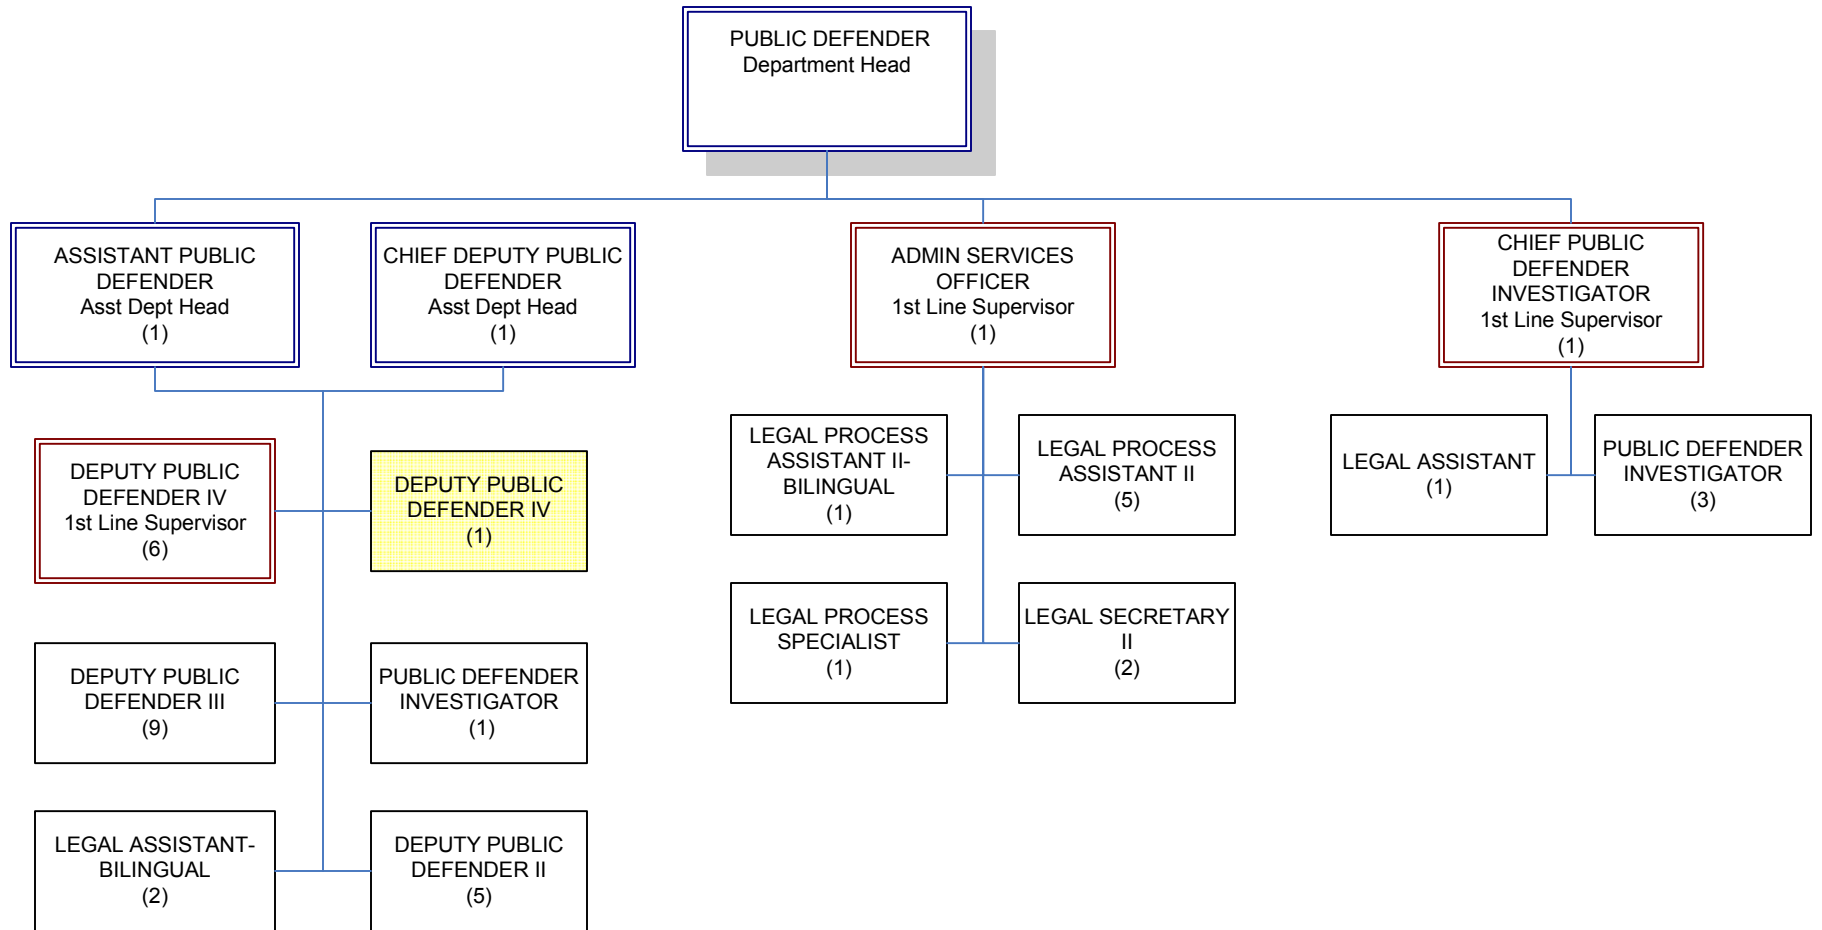 PUBLIC DEFENDER
Department Head
ASSISTANT PUBLIC
DEFENDER
Asst Dept Head
(1)
CHIEF DEPUTY PUBLIC
DEFENDER
Asst Dept Head
(1)
ADMIN SERVICES
OFFICER
1st Line Supervisor
(1)
CHIEF PUBLIC
DEFENDER
INVESTIGATOR
1st Line Supervisor
(1)
DEPUTY PUBLIC
DEFENDER IV
1st Line Supervisor
(6)
DEPUTY PUBLIC
DEFENDER IV
(1)
LEGAL PROCESS
ASSISTANT II-
BILINGUAL
(1)
LEGAL PROCESS
ASSISTANT II
(5)
LEGAL ASSISTANT
(1)
PUBLIC DEFENDER
INVESTIGATOR
(3)
DEPUTY PUBLIC
DEFENDER III
(9)
PUBLIC DEFENDER
INVESTIGATOR
(1)
LEGAL PROCESS
SPECIALIST
(1)
LEGAL SECRETARY
II
(2)
LEGAL ASSISTANT-
BILINGUAL
(2)
DEPUTY PUBLIC
DEFENDER II
(5)